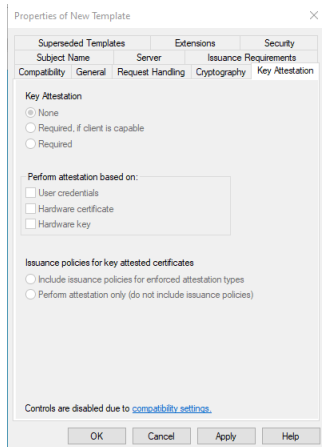 Properties of New Template
Superseded Templates Extensions Security
Subject Name Server Issuance Requirements
Compatibility General Request Handling Cryptography Key Attestation
Key Attestation
None
Required, if client is capable
Required
Perform attestation based on:
User credentials
Hardware certificate
Hardware key
Issuance policies for key attested certificates
Include issuance policies for enforced attestation types
Perform attestation only (do not include issuance policies)
Controls are disabled due to compatibility settings.
OK Cancel Apply Help